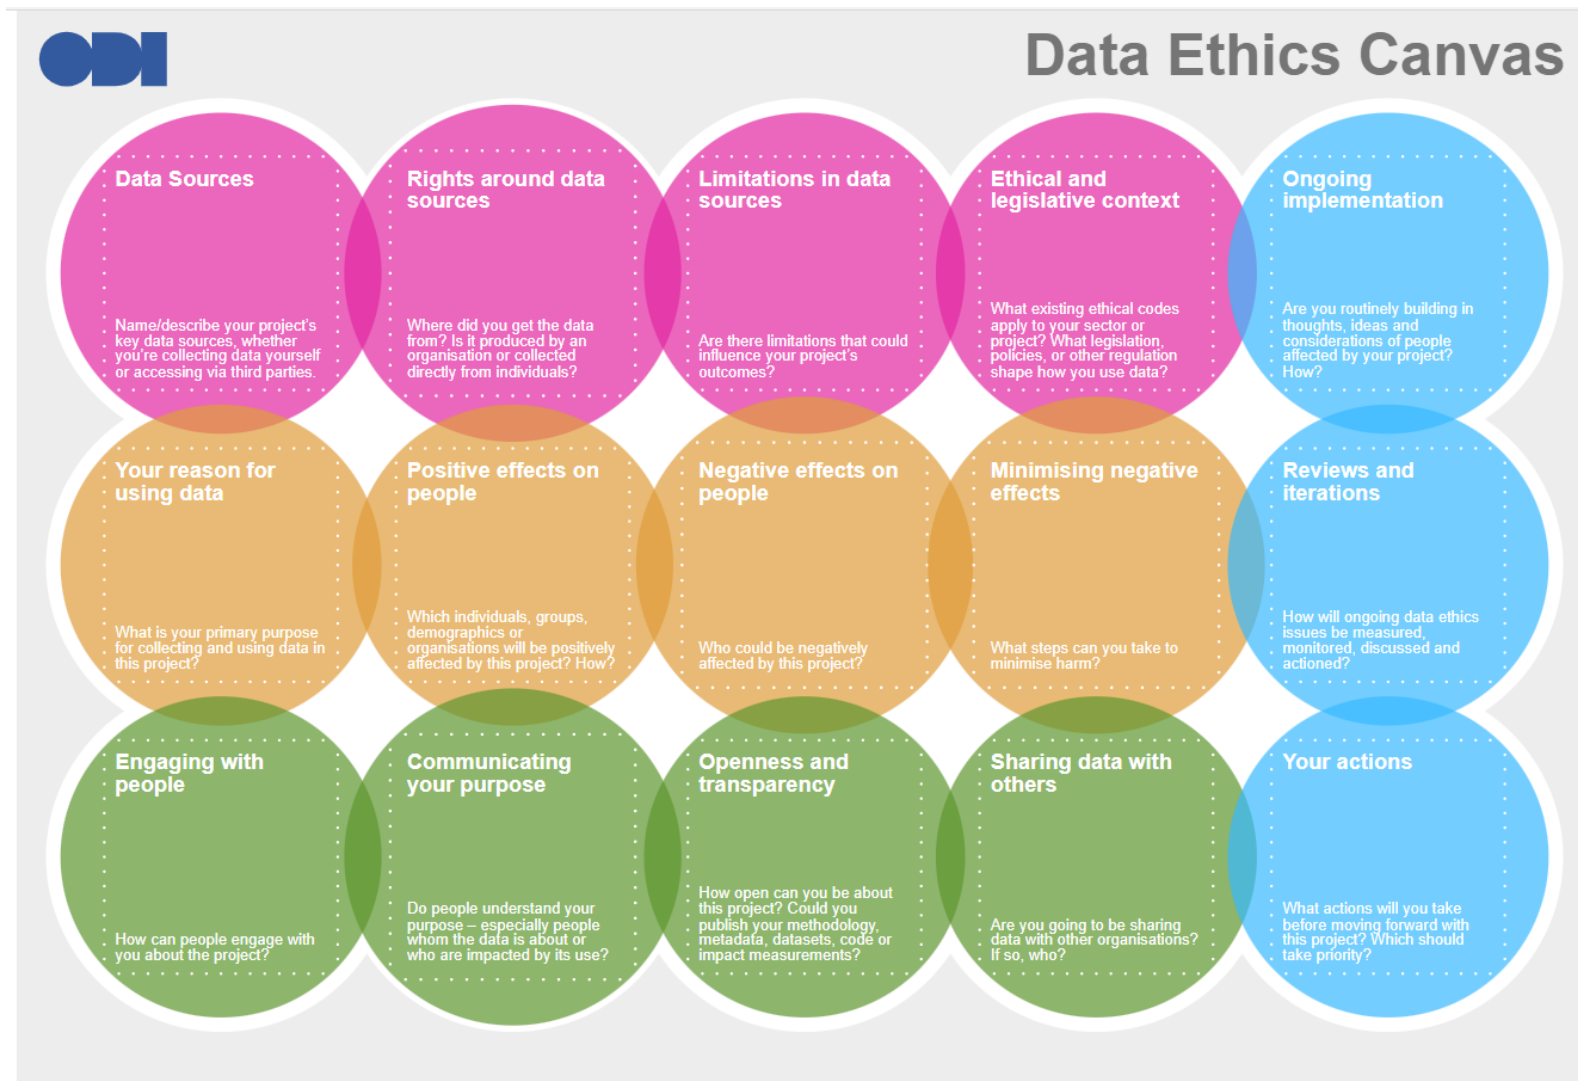 ODI
Data Ethics Canvas
Data Sources
Name/describe your project's
key data sources, whether
you're collecting data yourself
or accessing via third parties.
Rights around data
sources
Where did you get the data
from? Is it produced by an
organisation or collected
directly from individuals?
Limitations in data
sources
Are there limitations that could
influence your project's
outcomes?
Ethical and
legislative context
What existing ethical codes
apply to your sector or
project? What legislation,
policies, or other regulation
shape how you use data?
Ongoing
implementation
Are you routinely building in
thoughts, ideas and
considerations of people
affected by your project?
How?
Your reason for
using data
What is your primary purpose
for collecting and using data in
this project?
Positive effects on
people
Which individuals, groups,
demographics or
organisations will be positively
affected by this project? How?
Negative effects on
people
Who could be negatively
affected by this project?
Minimising negative
effects
What steps can you take to
minimise harm?
Reviews and
iterations
How will ongoing data ethics
issues be measured,
monitored, discussed and
actioned?
Engaging with
people
How can people engage with
you about the project?
Communicating
your purpose
Do people understand your
purpose – especially people
whom the data is about or
who are impacted by its use?
Openness and
transparency
How open can you be about
this project? Could you
publish your methodology,
metadata, datasets, code or
impact measurements?
Sharing data with
others
Are you going to be sharing
data with other organisations?
If so, who?
Your actions
What actions will you take
before moving forward with
this project? Which should
take priority?